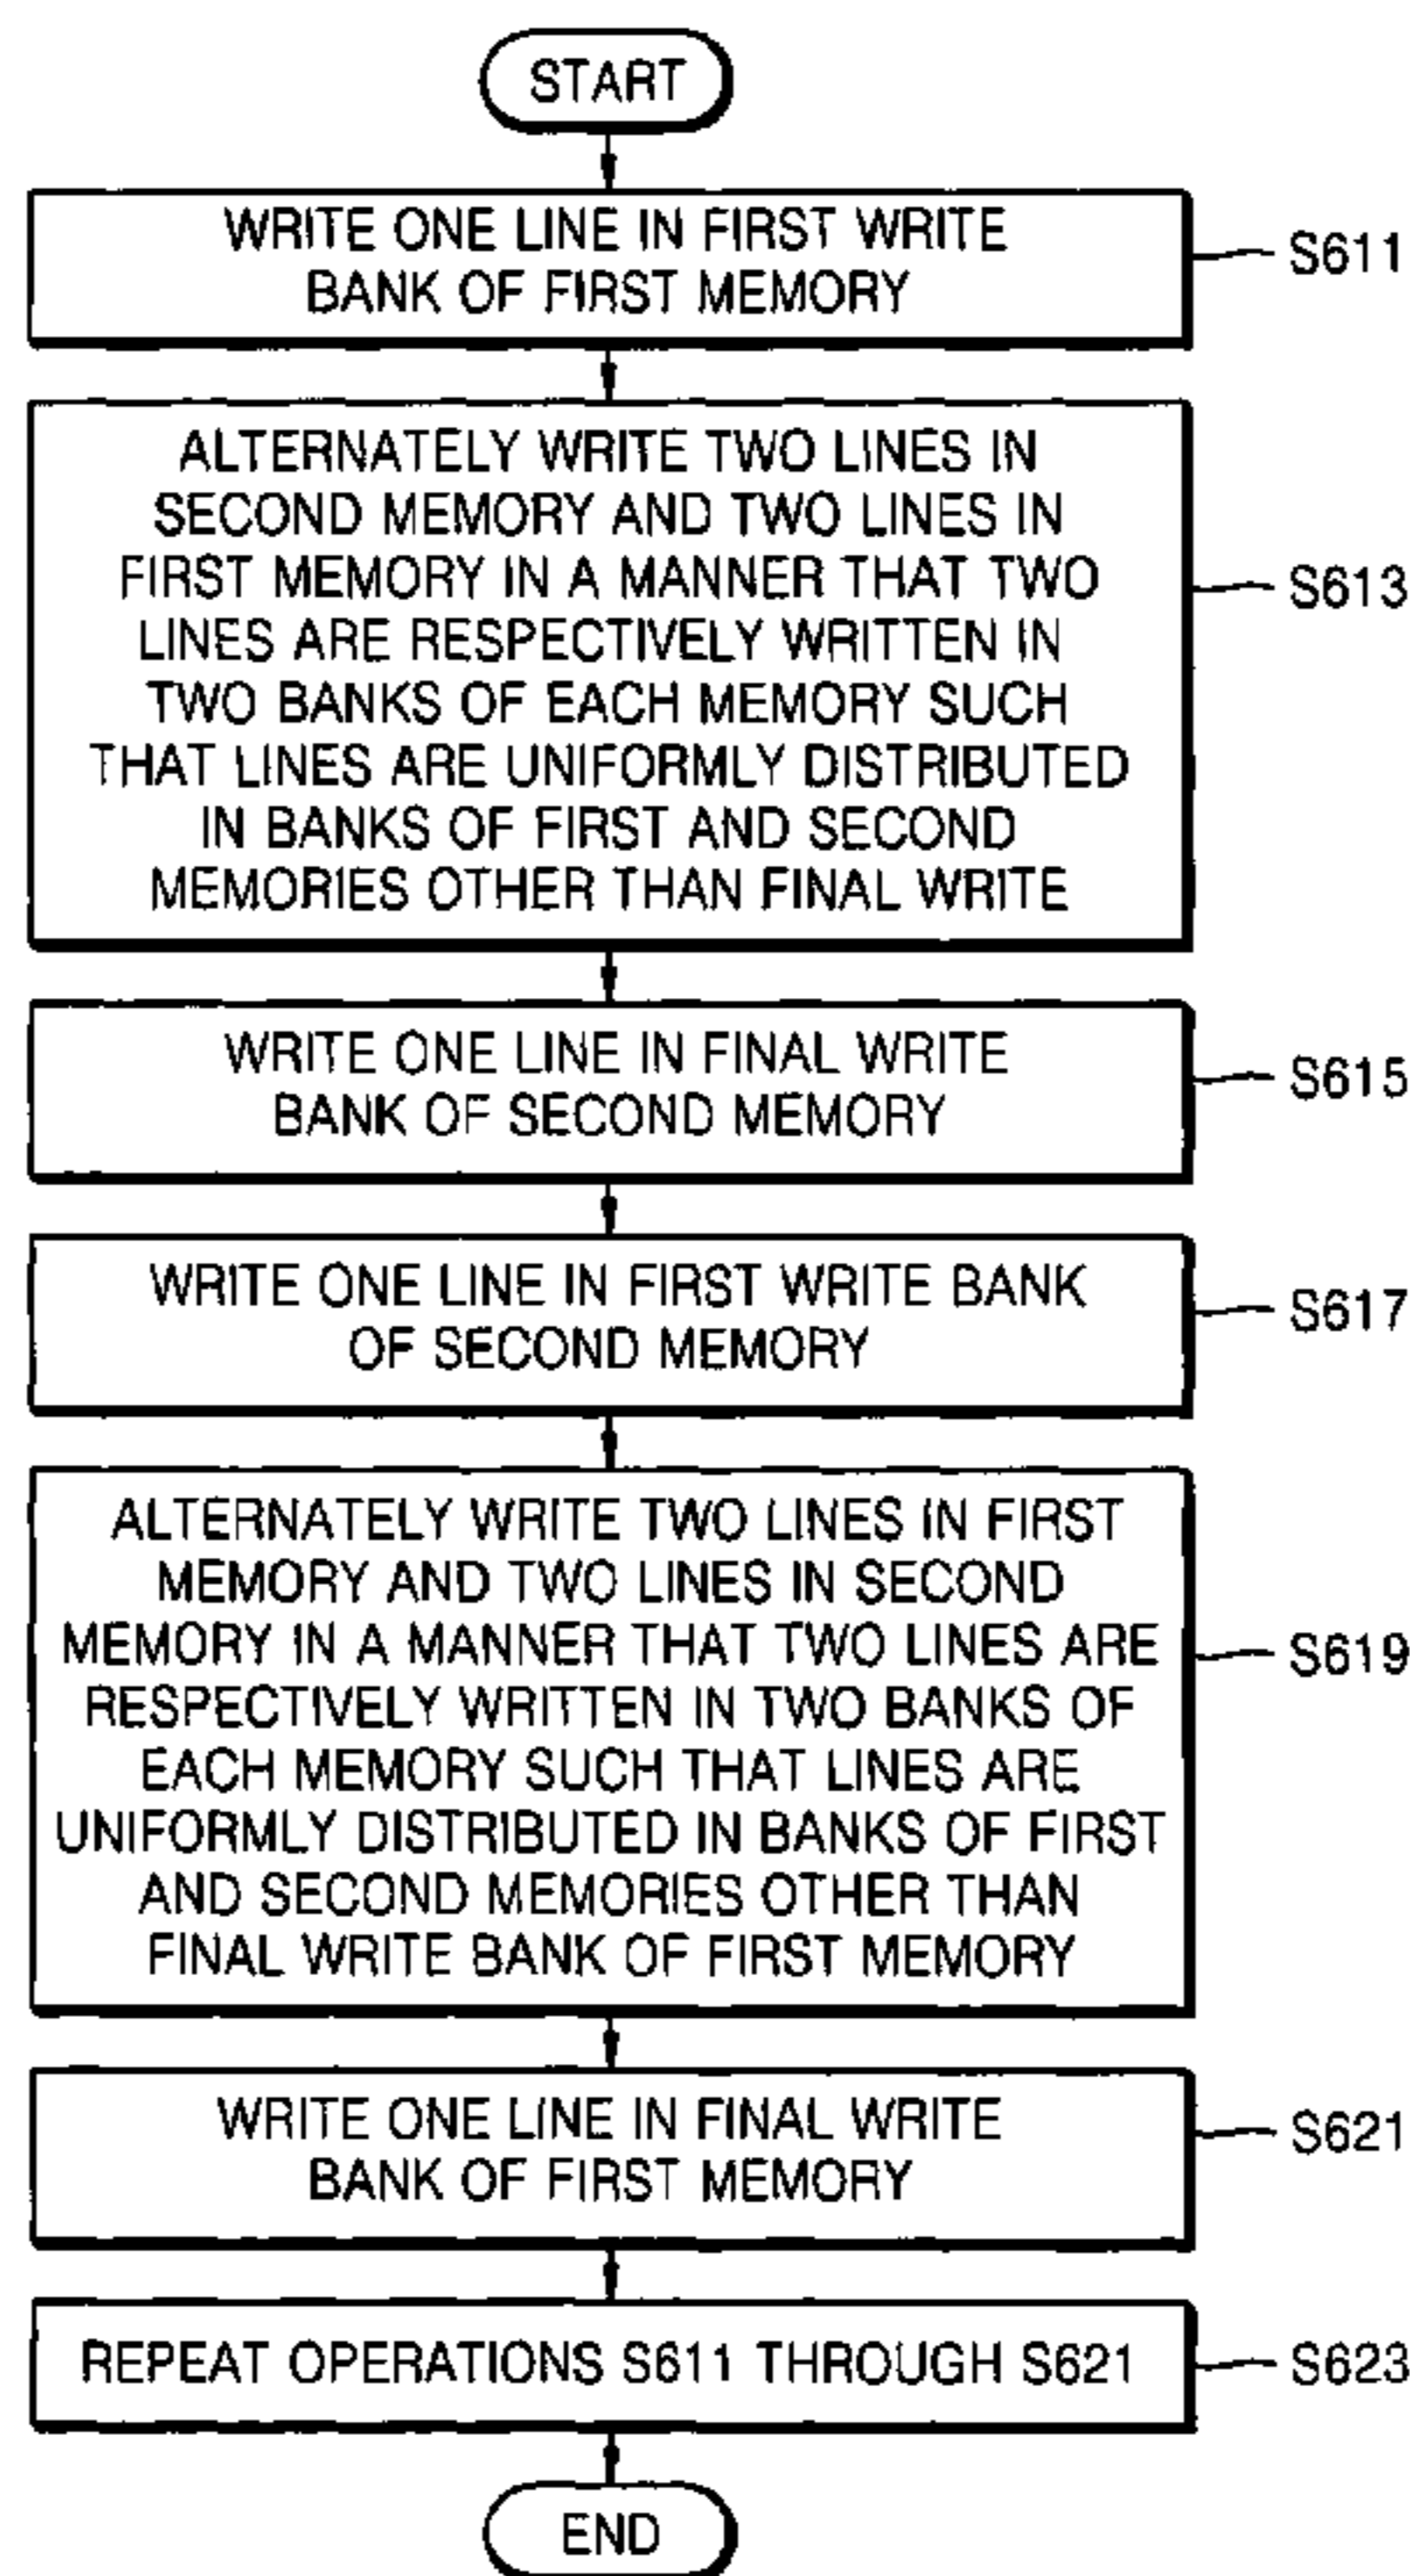 START
WRITE ONE LINE IN FIRST WRITE
BANK OF FIRST MEMORY
S611
ALTERNATELY WRITE TWO LINES IN
SECOND MEMORY AND TWO LINES IN
FIRST MEMORY IN A MANNER THAT TWO
LINES ARE RESPECTIVELY WRITTEN IN
TWO BANKS OF EACH MEMORY SUCH
THAT LINES ARE UNIFORMLY DISTRIBUTED
IN BANKS OF FIRST AND SECOND
MEMORIES OTHER THAN FINAL WRITE
S613
WRITE ONE LINE IN FINAL WRITE
BANK OF SECOND MEMORY
S615
WRITE ONE LINE IN FIRST WRITE BANK
OF SECOND MEMORY
S617
ALTERNATELY WRITE TWO LINES IN FIRST
MEMORY AND TWO LINES IN SECOND
MEMORY IN A MANNER THAT TWO LINES ARE
RESPECTIVELY WRITTEN IN TWO BANKS OF
EACH MEMORY SUCH THAT LINES ARE
UNIFORMLY DISTRIBUTED IN BANKS OF FIRST
AND SECOND MEMORIES OTHER THAN
FINAL WRITE BANK OF FIRST MEMORY
S619
WRITE ONE LINE IN FINAL WRITE
BANK OF FIRST MEMORY
S621
REPEAT OPERATIONS S611 THROUGH S621
S623
END